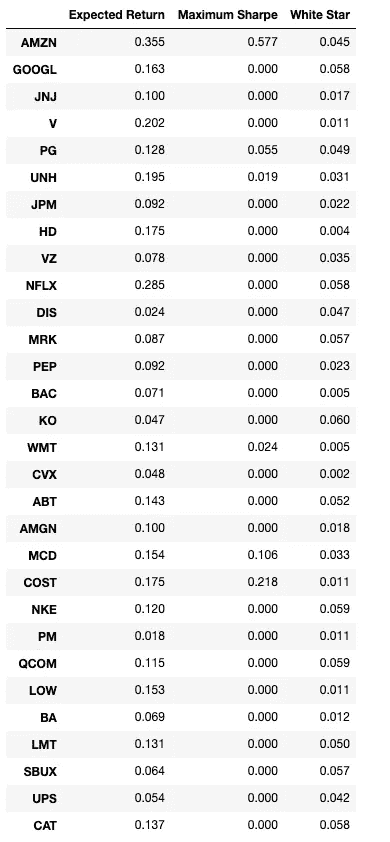 Expected Return Maximum Sharpe White Star
AMZN 0.355 0.577 0.045
GOOGL 0.163 0.000 0.058
JNJ 0.100 0.000 0.017
V 0.202 0.000 0.011
PG 0.128 0.055 0.049
UNH 0.195 0.019 0.031
JPM 0.092 0.000 0.022
HD 0.175 0.000 0.004
VZ 0.078 0.000 0.035
NFLX 0.285 0.000 0.058
DIS 0.024 0.000 0.047
MRK 0.087 0.000 0.057
PEP 0.092 0.000 0.023
BAC 0.071 0.000 0.005
KO 0.047 0.000 0.060
WMT 0.131 0.024 0.005
CVX 0.048 0.000 0.002
ABT 0.143 0.000 0.052
AMGN 0.100 0.000 0.018
MCD 0.154 0.106 0.033
COST 0.175 0.218 0.011
NKE 0.120 0.000 0.059
PM 0.018 0.000 0.011
QCOM 0.115 0.000 0.059
LOW 0.153 0.000 0.011
BA 0.069 0.000 0.012
LMT 0.131 0.000 0.050
SBUX 0.064 0.000 0.057
UPS 0.054 0.000 0.042
CAT 0.137 0.000 0.058